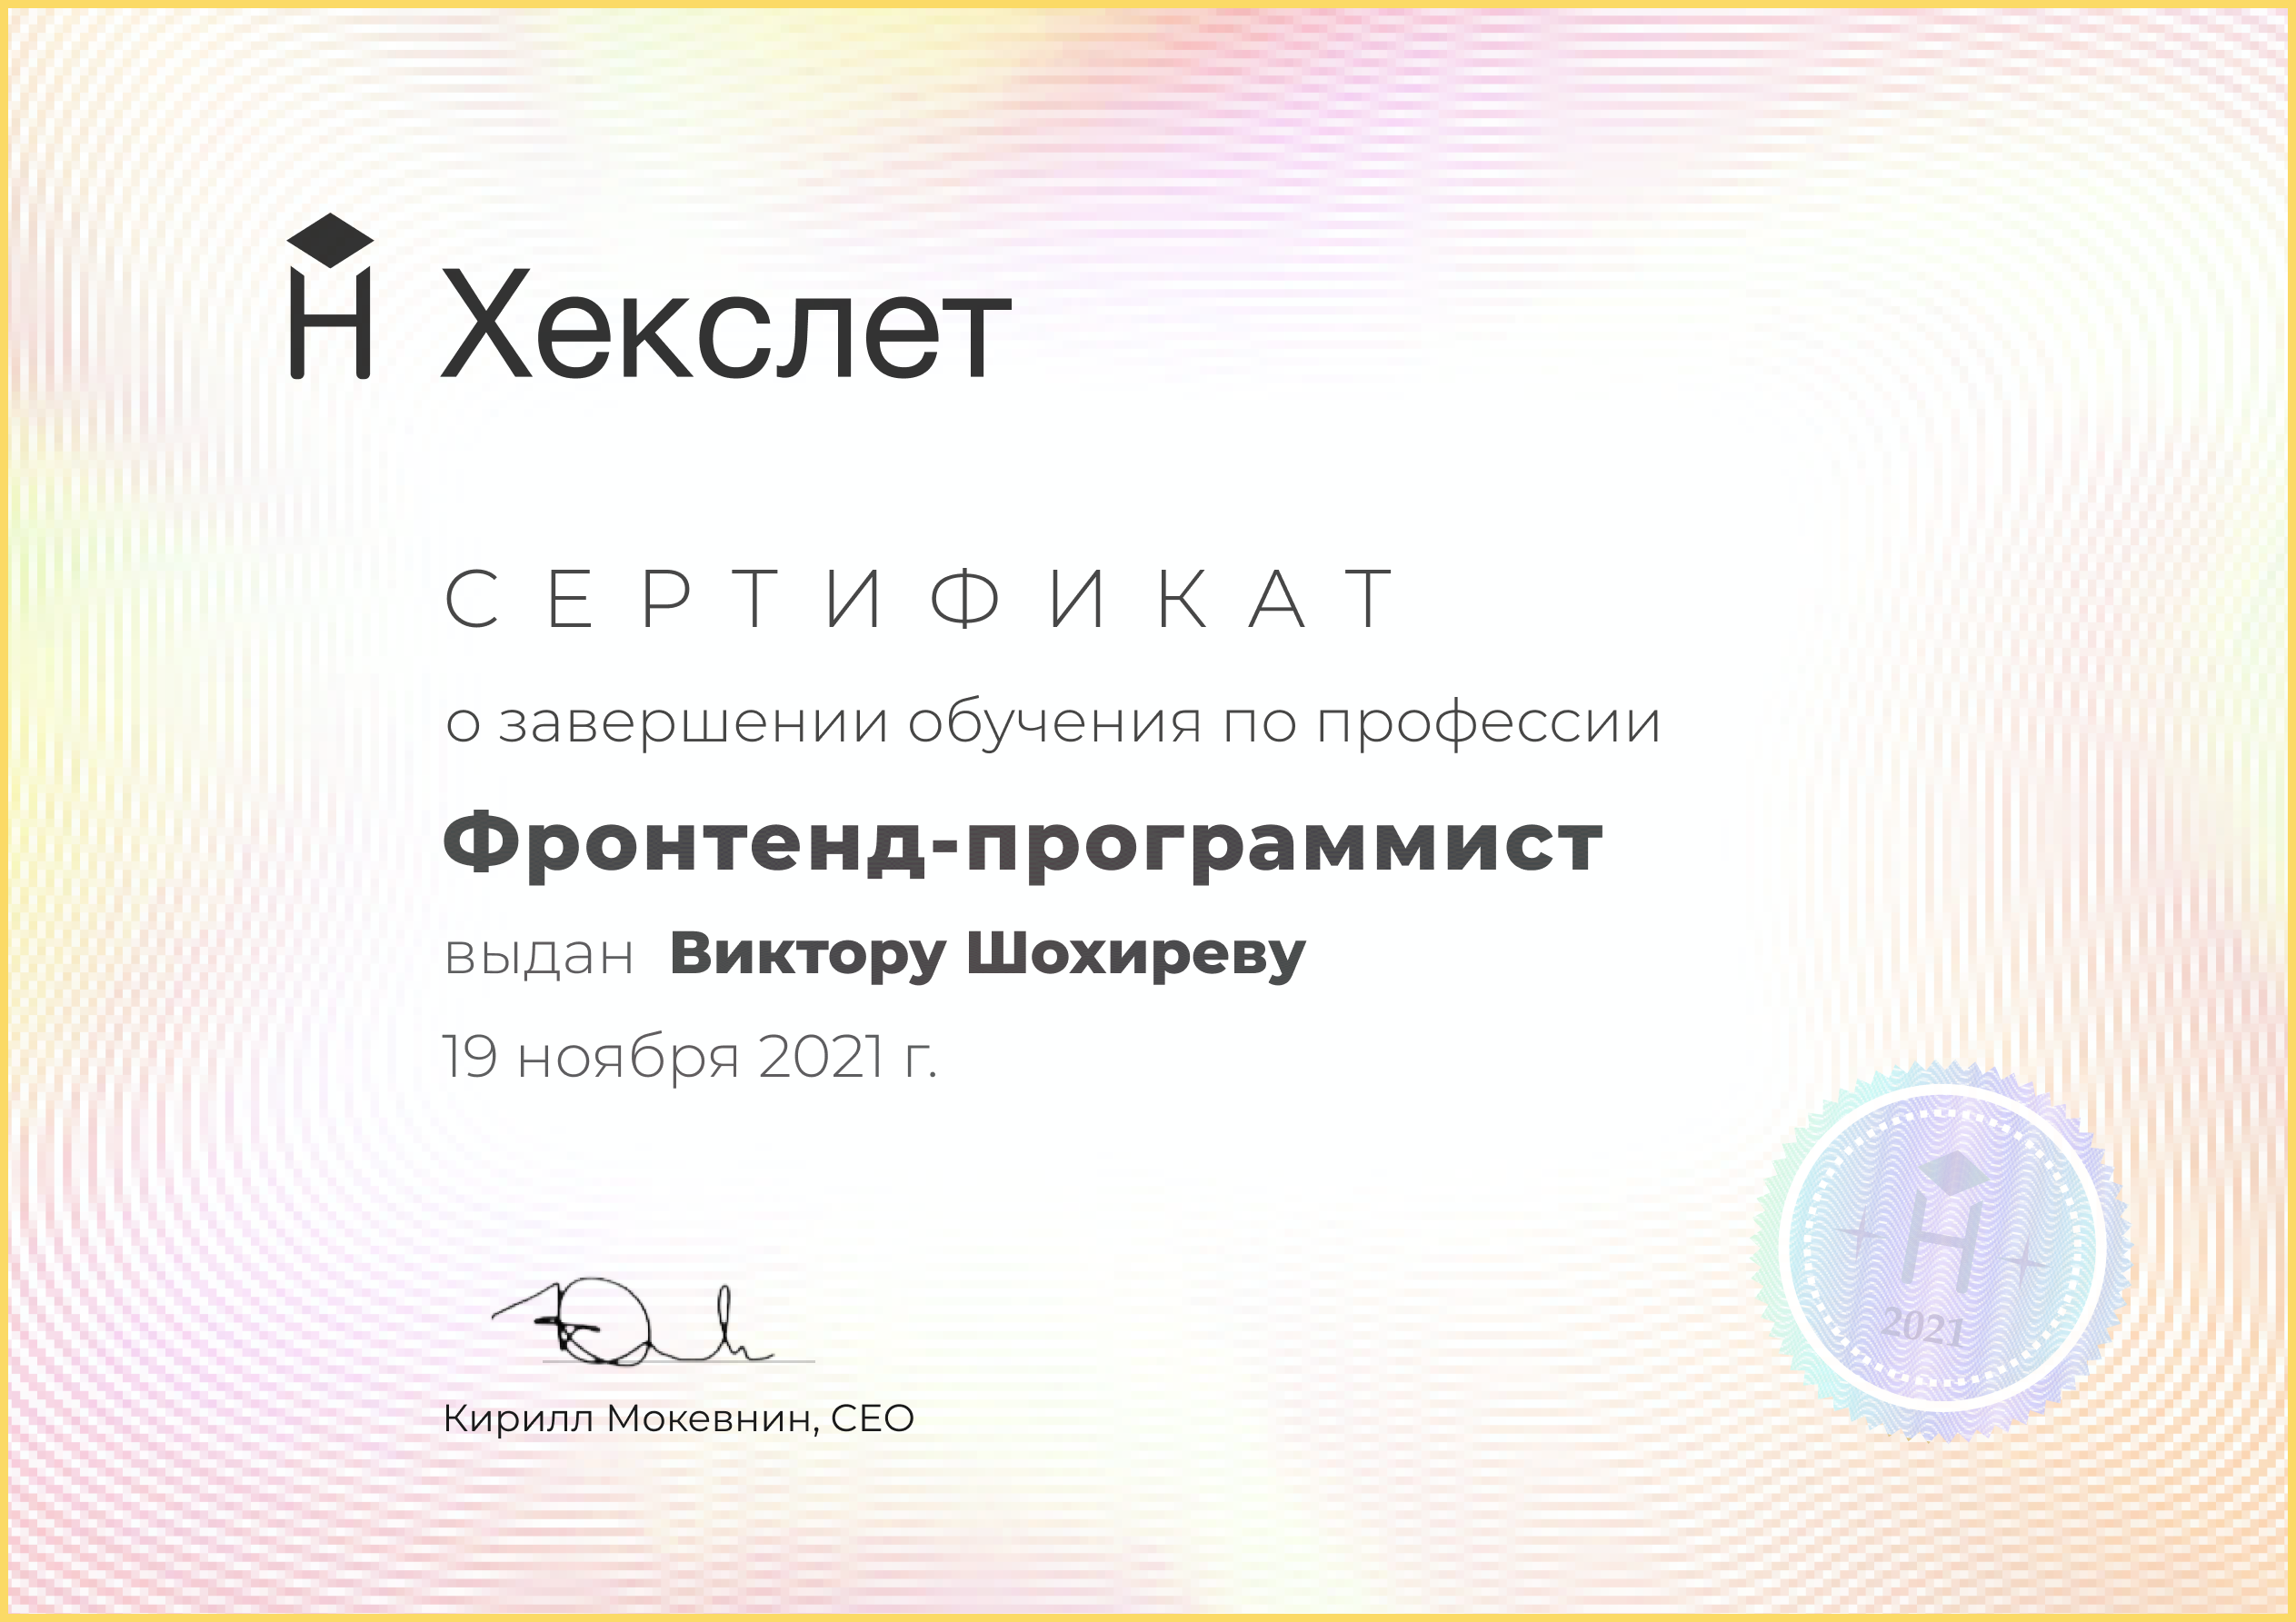 Хекслет
СЕРТИФИКАТ
о завершении обучения по профессии
Фронтенд-программист
выдан Виктору Шохиреву
19 ноября 2021 г.
Кирилл Мокевнин, CEO
H
2021